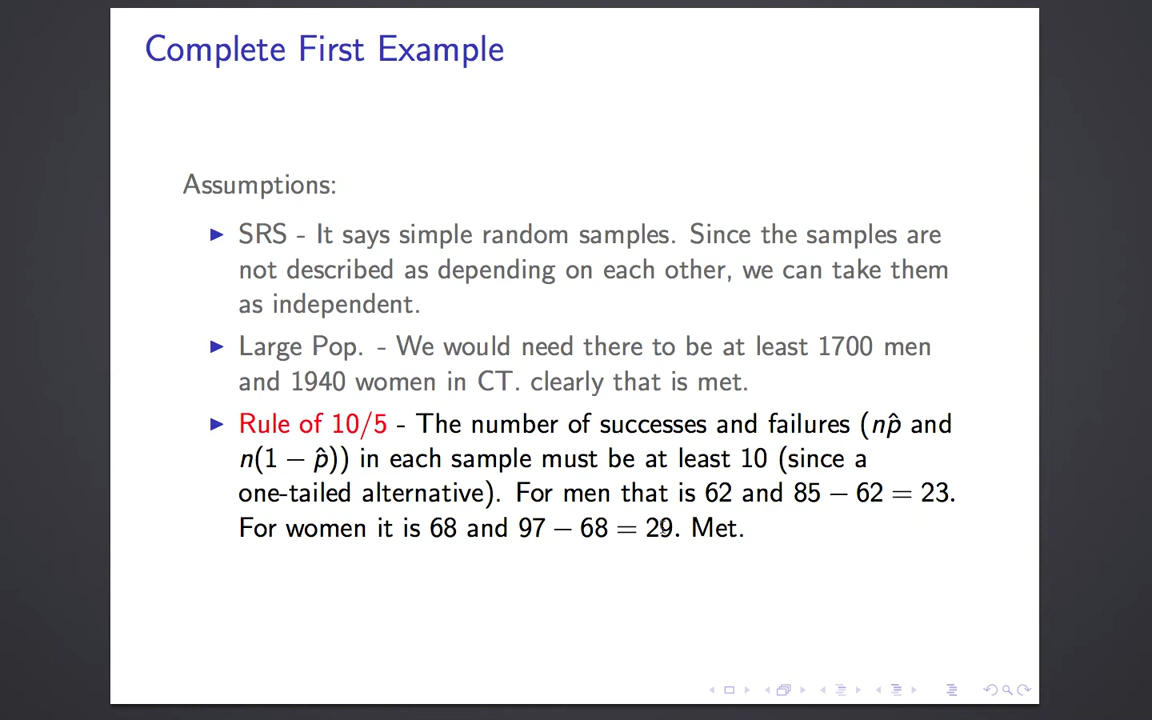 Complete First Example
Assumptions:
▶ SRS - It says simple random samples. Since the samples are
not described as depending on each other, we can take them
as independent.
▶ Large Pop. - We would need there to be at least 1700 men
and 1940 women in CT. clearly that is met.
▶ Rule of 10/5 - The number of successes and failures (np̂ and
n(1 − p̂)) in each sample must be at least 10 (since a
one-tailed alternative). For men that is 62 and 85 − 62 = 23.
For women it is 68 and 97 − 68 = 29. Met.